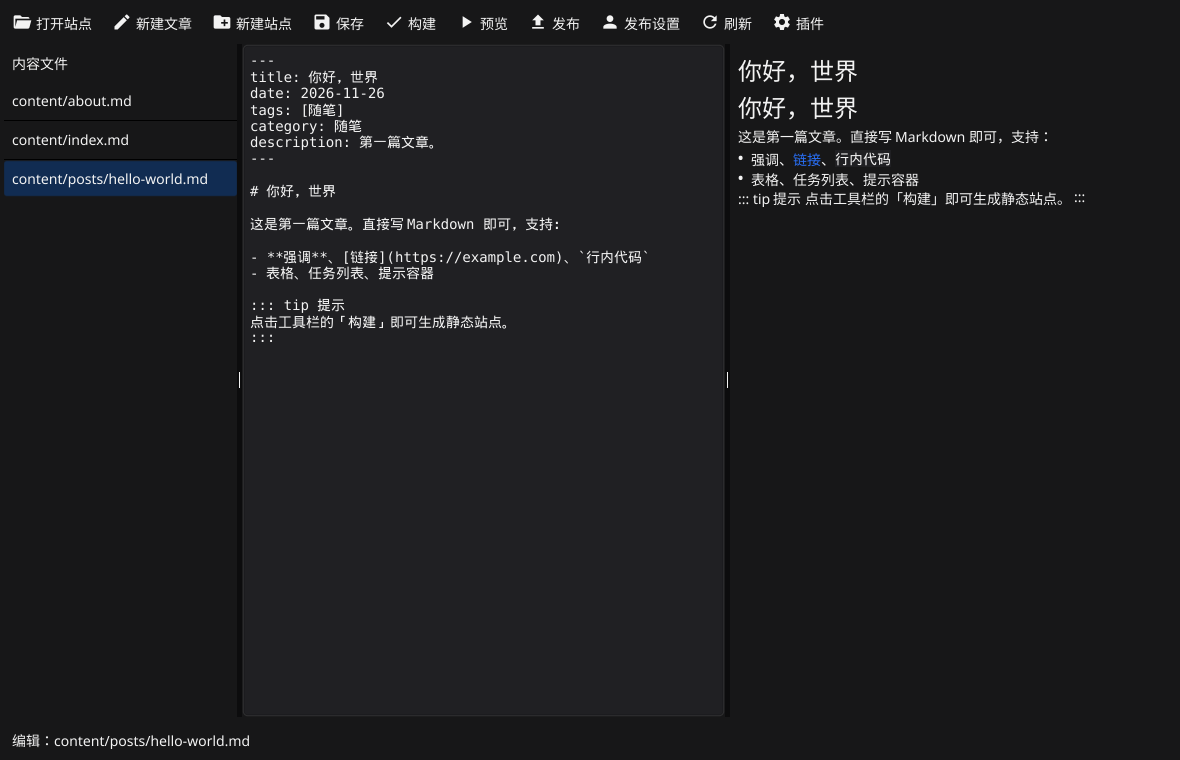 打开站点 新建文章 新建站点 保存 构建 预览 发布 发布设置 刷新 插件
内容文件
content/about.md
content/index.md
content/posts/hello-world.md
---
title: 你好，世界
date: 2026-11-26
tags: [随笔]
category: 随笔
description: 第一篇文章。
---
# 你好，世界
这是第一篇文章。直接写 Markdown 即可，支持：
- **强调**、[链接](https://example.com)、`行内代码`
- 表格、任务列表、提示容器
::: tip 提示
点击工具栏的「构建」即可生成静态站点。
:::
你好，世界
你好，世界
这是第一篇文章。直接写 Markdown 即可，支持：
• 强调、链接、行内代码
• 表格、任务列表、提示容器
::: tip 提示 点击工具栏的「构建」即可生成静态站点。 :::
编辑：content/posts/hello-world.md